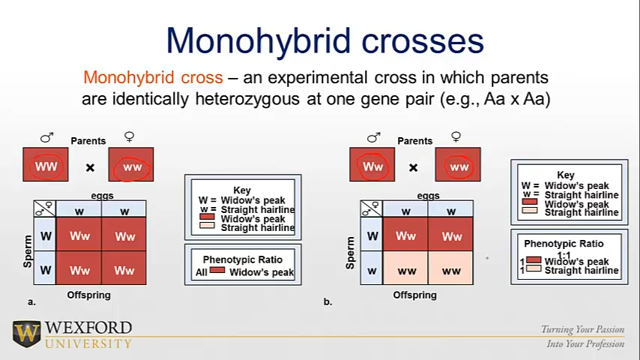 Monohybrid crosses
Monohybrid cross – an experimental cross in which parents
are identically heterozygous at one gene pair (e.g., Aa x Aa)
♂ Parents ♀
WW × ww
eggs
♂ ♀ w w
Sperm
W Ww Ww
W Ww Ww
Offspring
a.
Key
W = Widow's peak
w = Straight hairline
Widow's peak
Straight hairline
Phenotypic Ratio
All Widow's peak
♂ Parents ♀
Ww × ww
eggs
♂ ♀ w w
Sperm
W Ww Ww
w ww ww
Offspring
b.
Key
W = Widow's peak
w = Straight hairline
Widow's peak
Straight hairline
Phenotypic Ratio
1:1
1 Widow's peak
1 Straight hairline
W WEXFORD
UNIVERSITY
Turning Your Passion
Into Your Profession